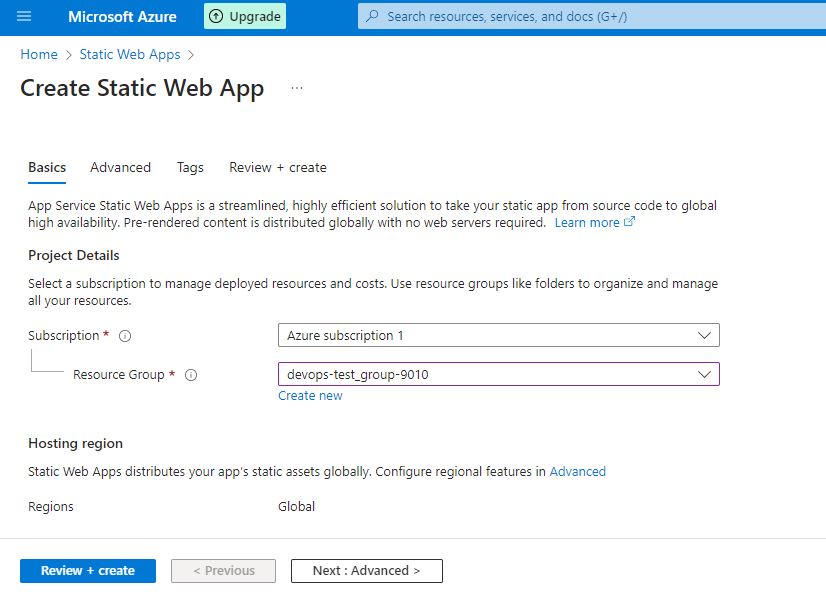 Microsoft Azure
Upgrade
Search resources, services, and docs (G+/)
Home > Static Web Apps >
Create Static Web App ...
Basics Advanced Tags Review + create
App Service Static Web Apps is a streamlined, highly efficient solution to take your static app from source code to global
high availability. Pre-rendered content is distributed globally with no web servers required. Learn more
Project Details
Select a subscription to manage deployed resources and costs. Use resource groups like folders to organize and manage
all your resources.
Subscription * Azure subscription 1
Resource Group * devops-test_group-9010
Create new
Hosting region
Static Web Apps distributes your app's static assets globally. Configure regional features in Advanced
Regions Global
Review + create < Previous Next : Advanced >